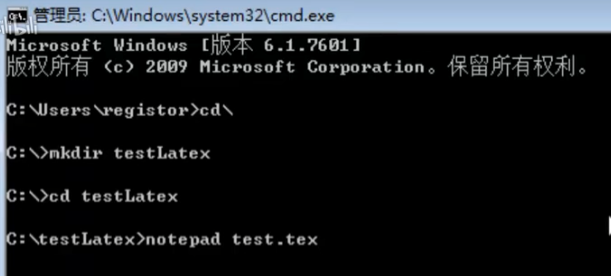 管理员: C:\Windows\system32\cmd.exe
Microsoft Windows [版本 6.1.7601]
版权所有 (c) 2009 Microsoft Corporation。保留所有权利。
C:\Users\registor>cd\
C:\>mkdir testLatex
C:\>cd testLatex
C:\testLatex>notepad test.tex